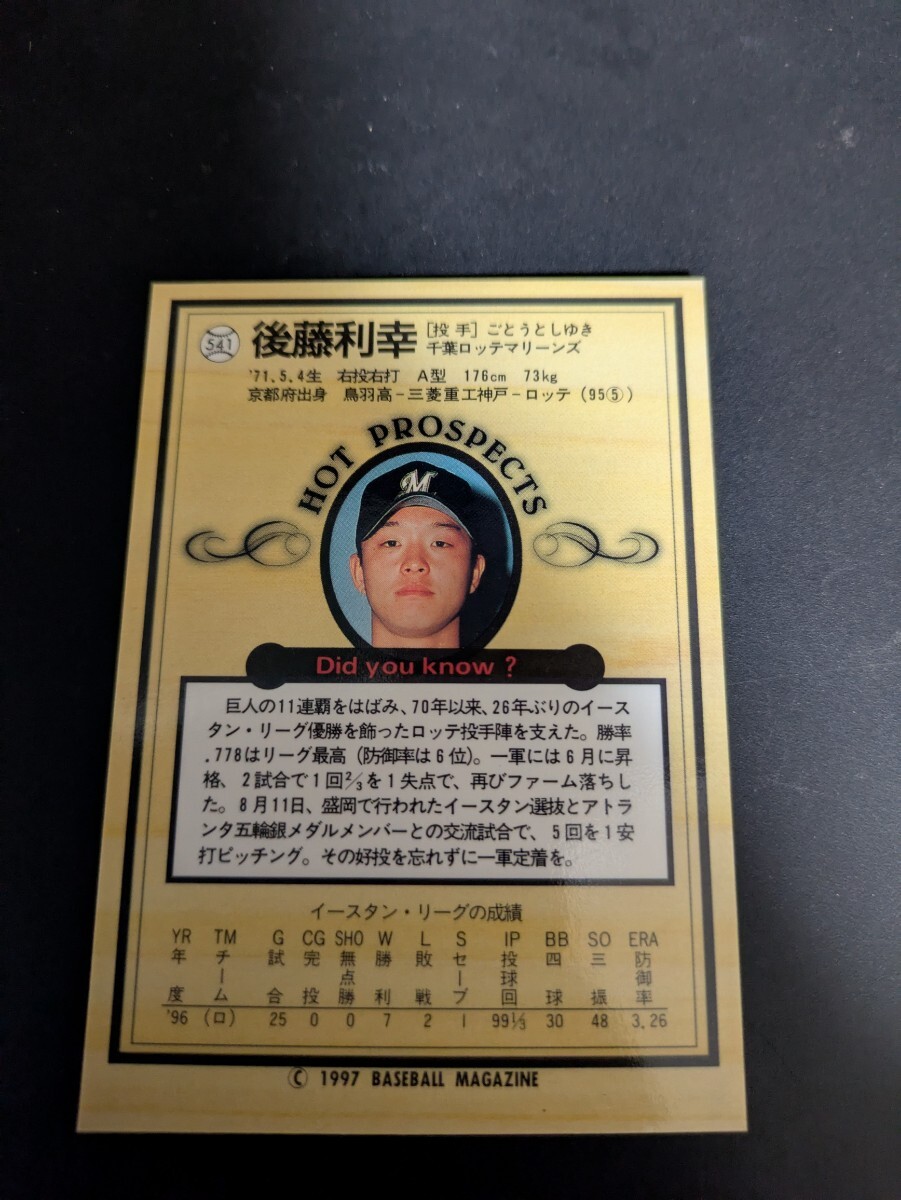 541
後藤利幸
[投手] ごとうとしゆき
千葉ロッテマリーンズ
'71.5.4生 右投右打 A型 176cm 73kg
京都府出身 鳥羽高－三菱重工神戸－ロッテ（95⑤）
HOT PROSPECTS
M
Did you know?
巨人の11連覇をはばみ、70年以来、26年ぶりのイース
タン・リーグ優勝を飾ったロッテ投手陣を支えた。勝率
.778はリーグ最高（防御率は6位）。一軍には6月に昇
格、2試合で1回2/3を1失点で、再びファーム落ちし
た。8月11日、盛岡で行われたイースタン選抜とアトラ
ンタ五輪銀メダルメンバーとの交流試合で、5回を1安
打ピッチング。その好投を忘れずに一軍定着を。
イースタン・リーグの成績
YR TM G CG SHO W L S IP BB SO ERA
年度 チーム 試合 完投 無点勝 勝利 敗戦 セーブ 投球回 四球 三振 防御率
'96 (ロ) 25 0 0 7 2 1 99 1/3 30 48 3.26
© 1997 BASEBALL MAGAZINE